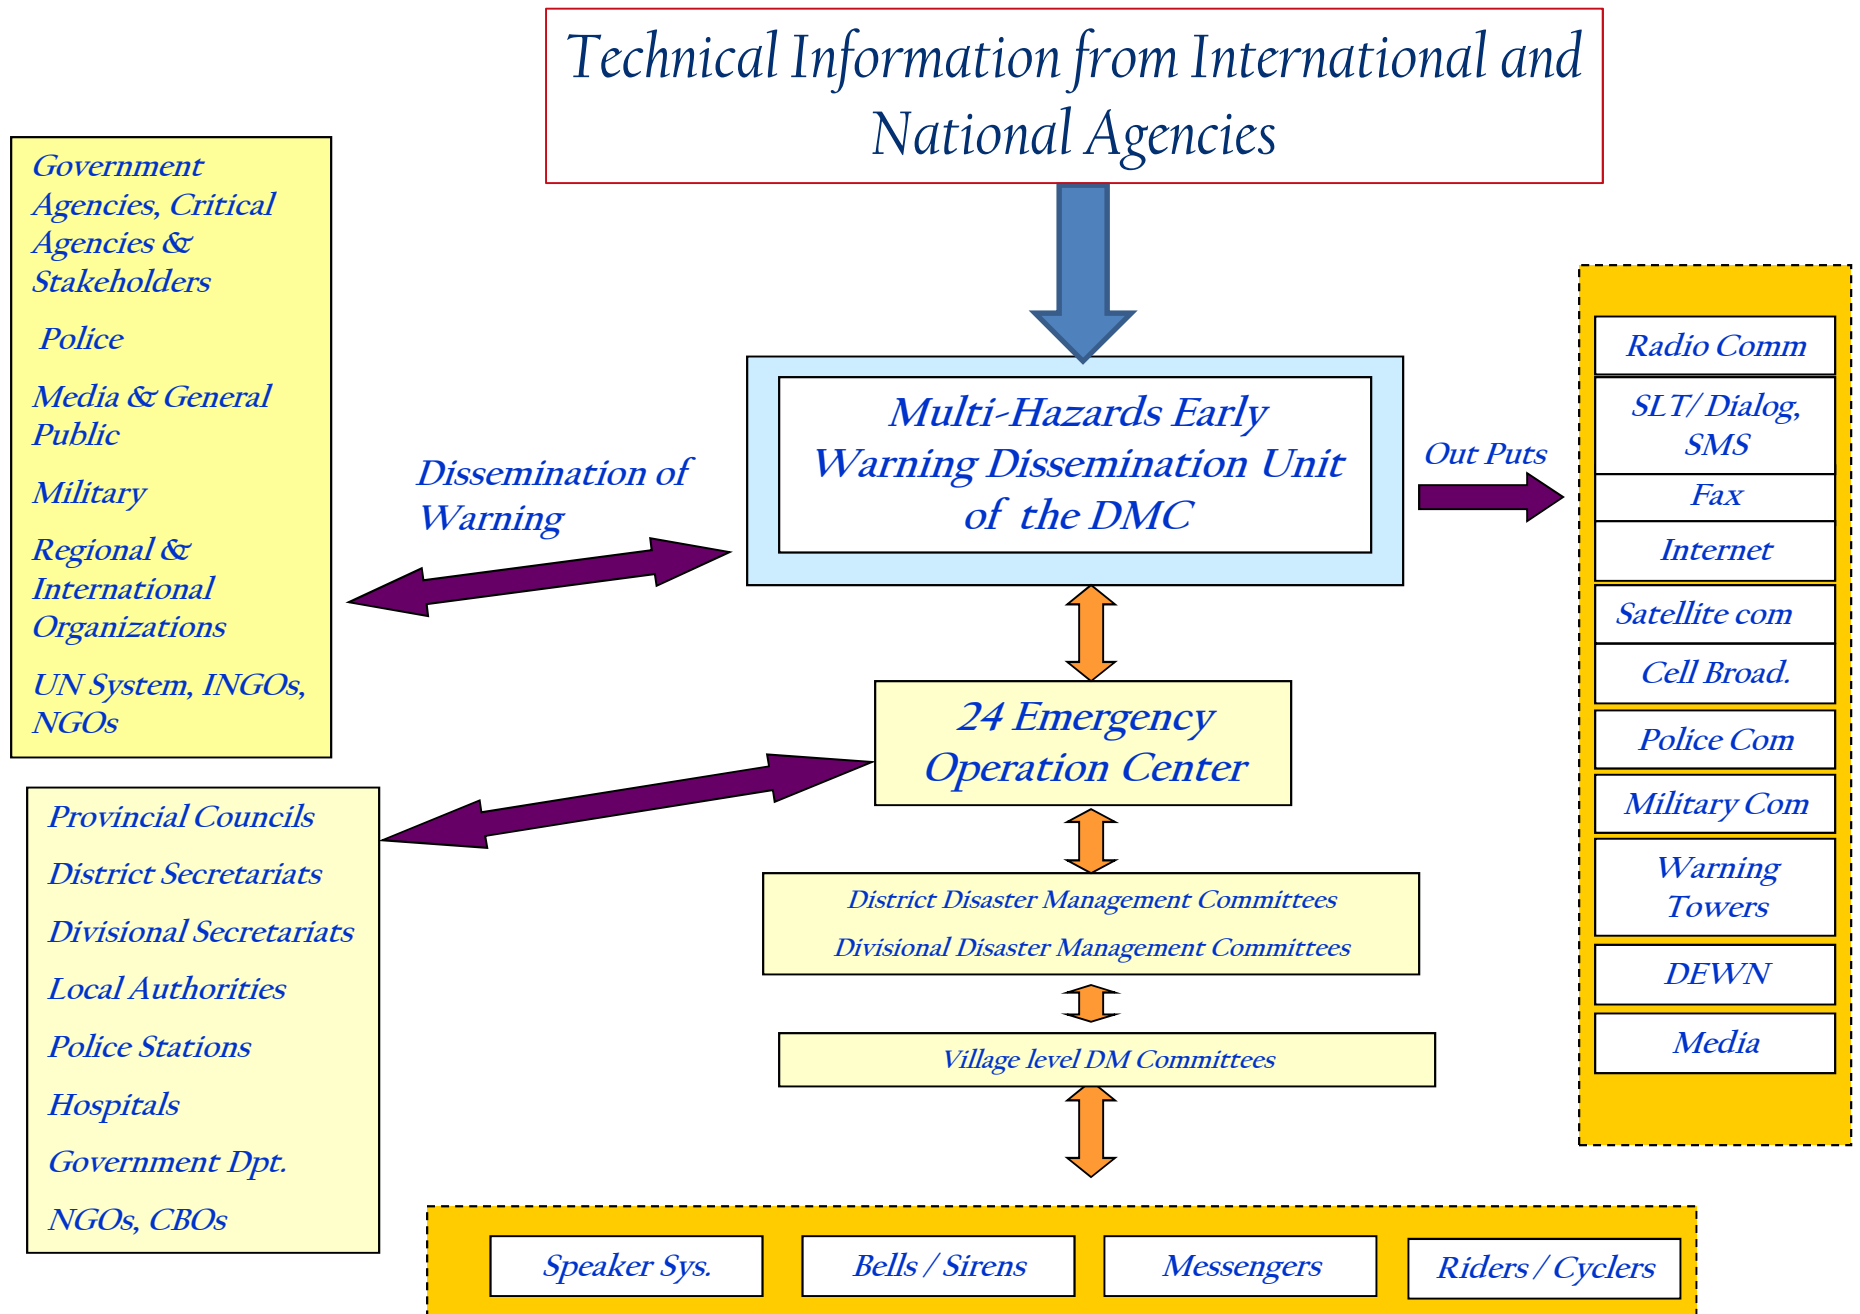 Technical Information from International and
National Agencies
Government
Agencies, Critical
Agencies &
Stakeholders
Police
Media & General
Public
Military
Regional &
International
Organizations
UN System, INGOs,
NGOs
Dissemination of
Warning
Multi-Hazards Early
Warning Dissemination Unit
of the DMC
Out Puts
Radio Comm
SLT/ Dialog,
SMS
Fax
Internet
Satellite com
Cell Broad.
Police Com
Military Com
Warning
Towers
DEWN
Media
24 Emergency
Operation Center
Provincial Councils
District Secretariats
Divisional Secretariats
Local Authorities
Police Stations
Hospitals
Government Dpt.
NGOs, CBOs
District Disaster Management Committees
Divisional Disaster Management Committees
Village level DM Committees
Speaker Sys.
Bells / Sirens
Messengers
Riders / Cyclers